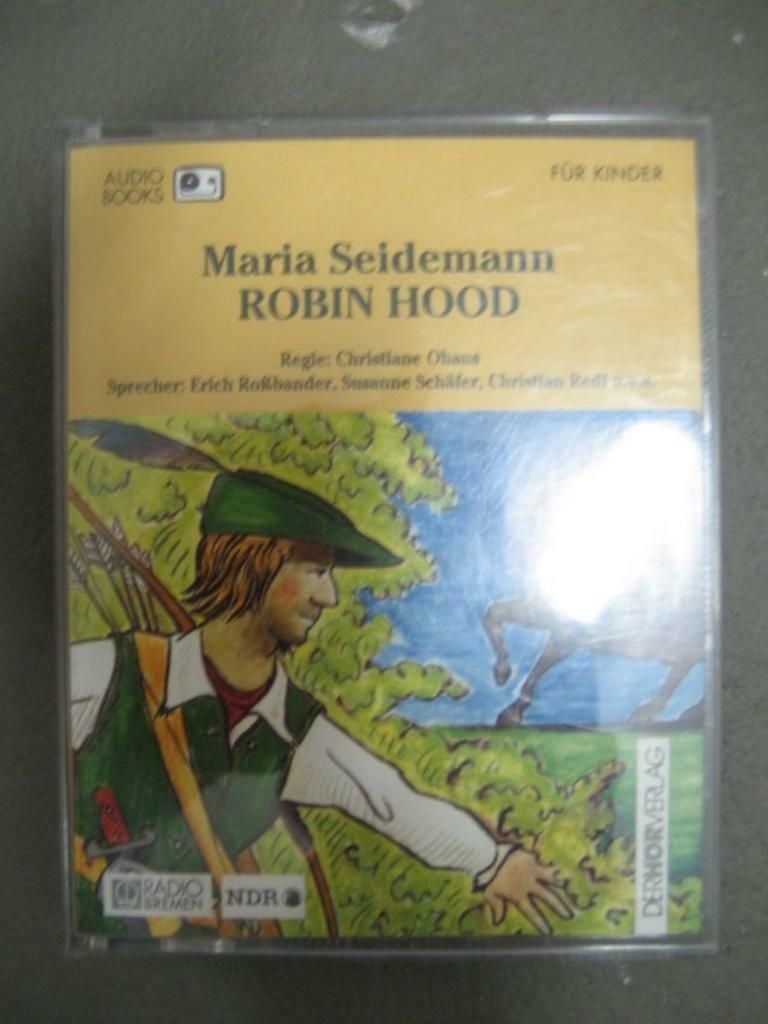 AUDIO
BOOKS
FÜR KINDER
Maria Seidemann
ROBIN HOOD
Regie: Christiane Ohaus
Sprecher: Erich Roßbander, Susanne Schäfer, Christian Redl u.v.a.
DERHÖRVERLAG
RADIO
BREMEN
NDR